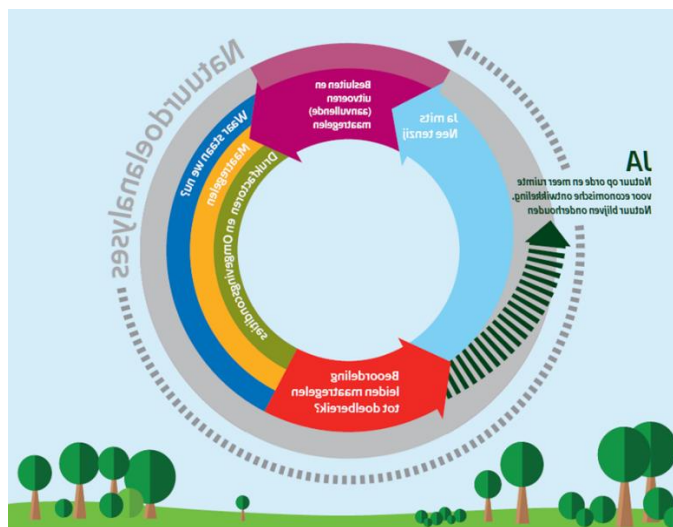 Natuurdoelanalyses
Besluiten en
uitvoeren
(aanvullende)
maatregelen
Ja mits
Nee tenzij
Waar staan we nu?
Maatregelen
Drukfactoren en Omgevingscondities
JA
Natuur op orde en meer ruimte
voor economische ontwikkeling.
Natuur blijven onderhouden
Beoordeling
leiden maatregelen
tot doelbereik?